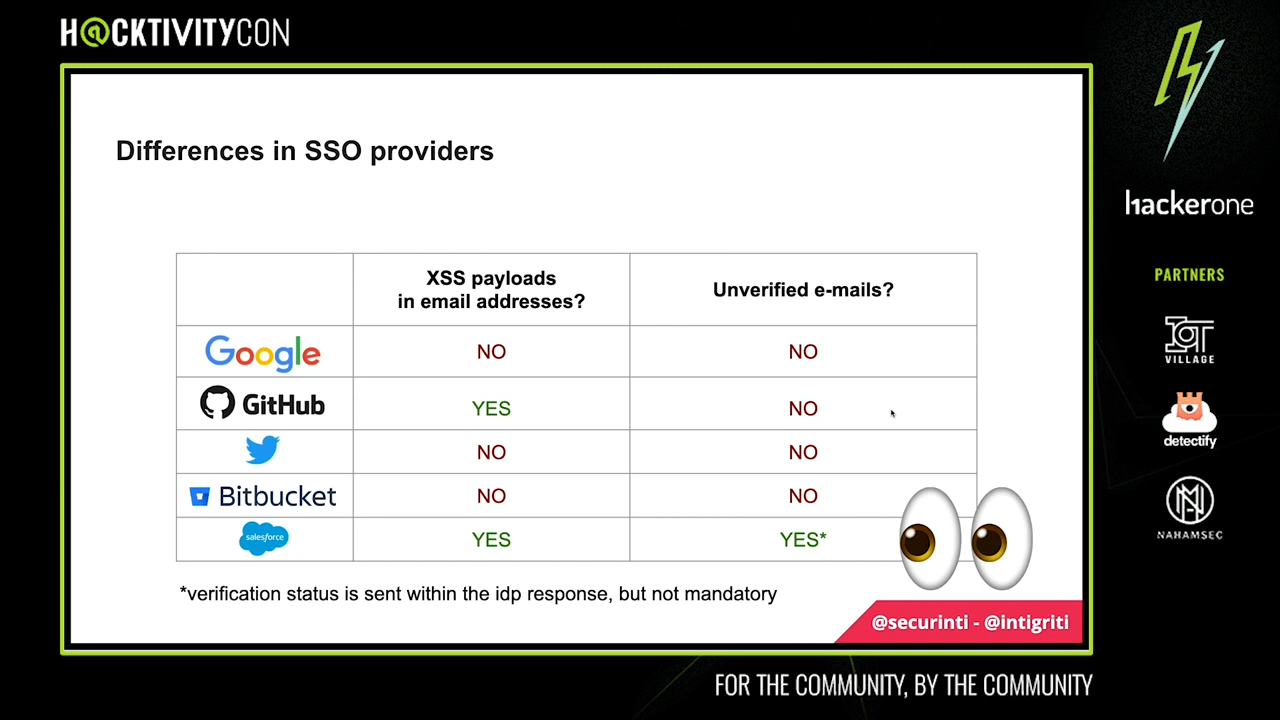 H@CKTIVITYCON
Differences in SSO providers
XSS payloads
in email addresses?
Unverified e-mails?
Google
NO
NO
GitHub
YES
NO
NO
NO
Bitbucket
NO
NO
salesforce
YES
YES*
*verification status is sent within the idp response, but not mandatory
@securinti - @intigriti
hackerone
PARTNERS
IOT
VILLAGE
detectify
NAHAMSEC
FOR THE COMMUNITY, BY THE COMMUNITY